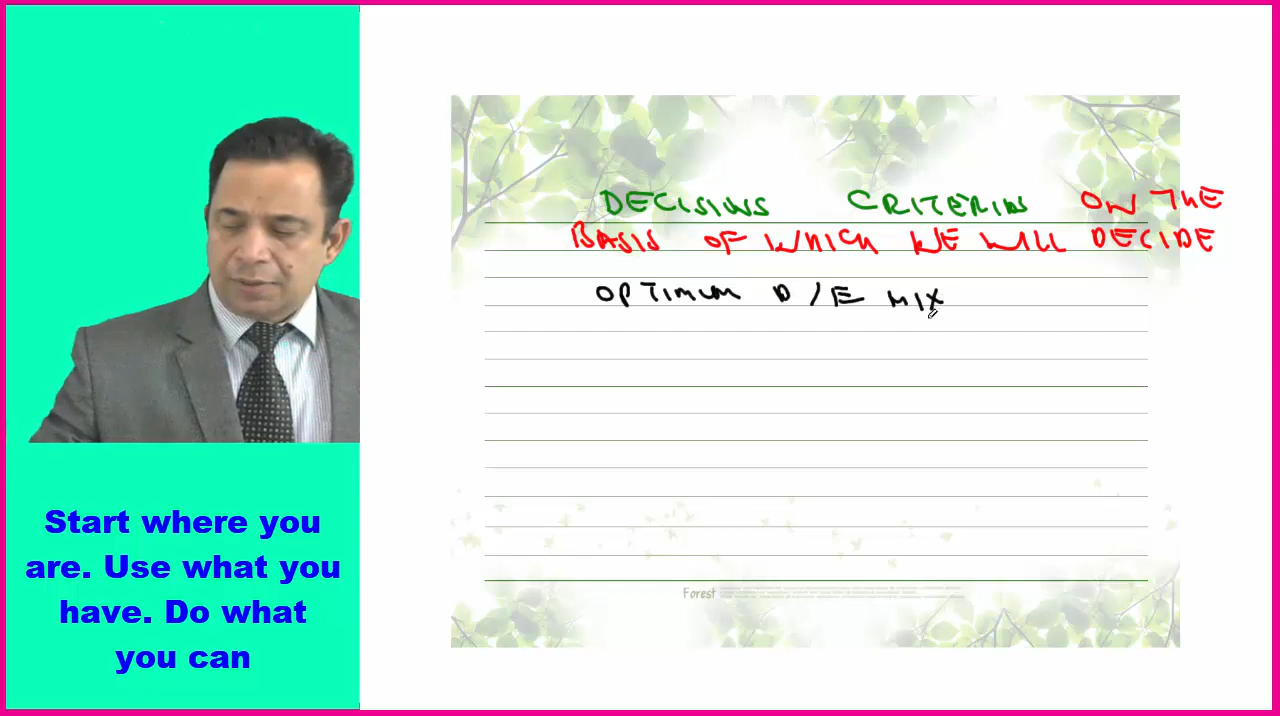 DECISINS CRITERIA ON THE
BASIS OF WHICH WE WILL DECIDE
OPTIMUM D/E MIX
Forest
Start where you
are. Use what you
have. Do what
you can